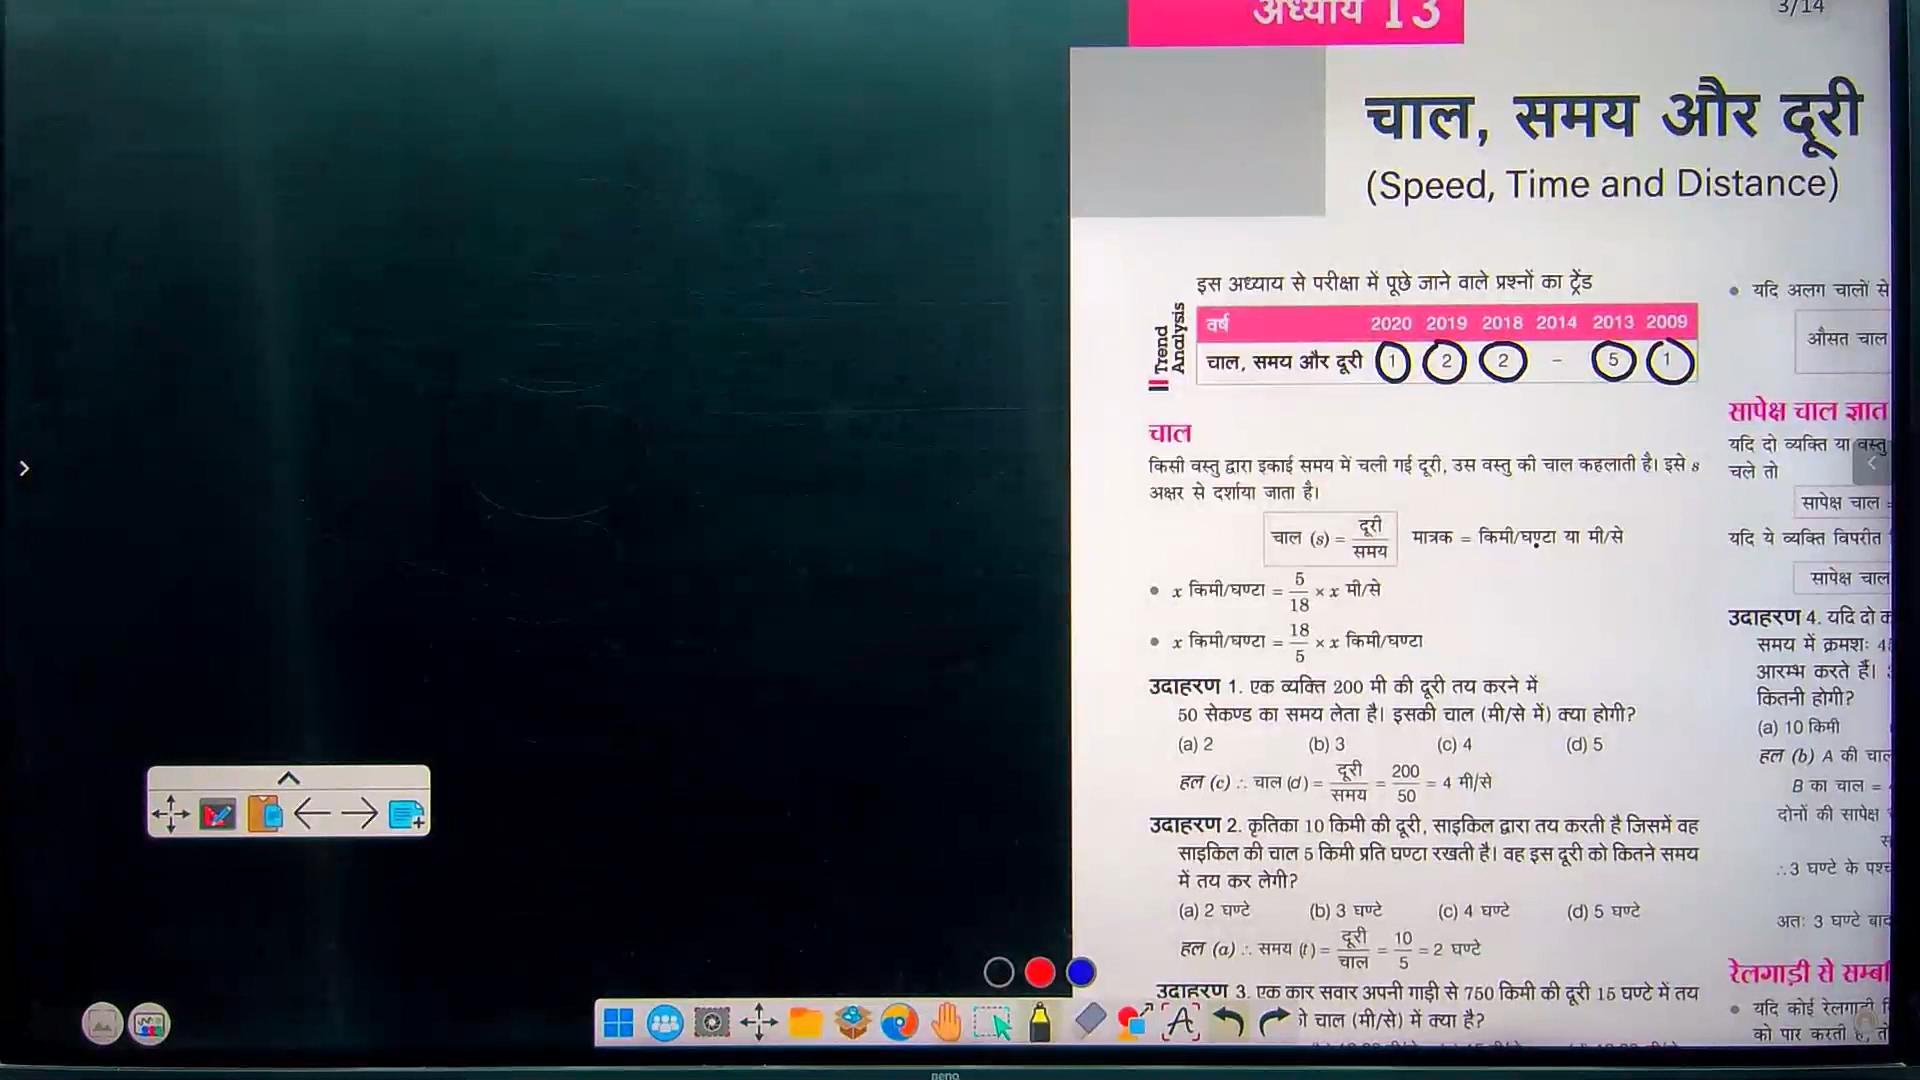 अध्याय 13
3/14
चाल, समय और दूरी
(Speed, Time and Distance)
इस अध्याय से परीक्षा में पूछे जाने वाले प्रश्नों का ट्रेंड
Trend
Analysis
वर्ष 2020 2019 2018 2014 2013 2009
चाल, समय और दूरी 1 2 2 – 5 1
चाल
किसी वस्तु द्वारा इकाई समय में चली गई दूरी, उस वस्तु की चाल कहलाती है। इसे s
अक्षर से दर्शाया जाता है।
चाल (s) = दूरी/समय मात्रक = किमी/घण्टा या मी/से
• x किमी/घण्टा = 5/18 × x मी/से
• x किमी/घण्टा = 18/5 × x किमी/घण्टा
उदाहरण 1. एक व्यक्ति 200 मी की दूरी तय करने में
50 सेकण्ड का समय लेता है। इसकी चाल (मी/से में) क्या होगी?
(a) 2 (b) 3 (c) 4 (d) 5
हल (c) ∴ चाल (d) = दूरी/समय = 200/50 = 4 मी/से
उदाहरण 2. कृतिका 10 किमी की दूरी, साइकिल द्वारा तय करती है जिसमें वह
साइकिल की चाल 5 किमी प्रति घण्टा रखती है। वह इस दूरी को कितने समय
में तय कर लेगी?
(a) 2 घण्टे (b) 3 घण्टे (c) 4 घण्टे (d) 5 घण्टे
हल (a) ∴ समय (t) = दूरी/चाल = 10/5 = 2 घण्टे
उदाहरण 3. एक कार सवार अपनी गाड़ी से 750 किमी की दूरी 15 घण्टे में तय
चाल (मी/से) में क्या है?
• यदि अलग चालों से
औसत चाल
सापेक्ष चाल ज्ञात
यदि दो व्यक्ति या वस्तु
चले तो
सापेक्ष चाल =
यदि ये व्यक्ति विपरीत
सापेक्ष चाल
उदाहरण 4. यदि दो
समय में क्रमशः
आरम्भ करते हैं।
कितनी होगी?
(a) 10 किमी
हल (b) A की चाल
B का चाल =
दोनों की सापेक्ष
∴ 3 घण्टे के
अतः 3 घण्टे बाद
रेलगाड़ी से
• यदि कोई रेलगाड़ी
को पार करती है, तो
neno